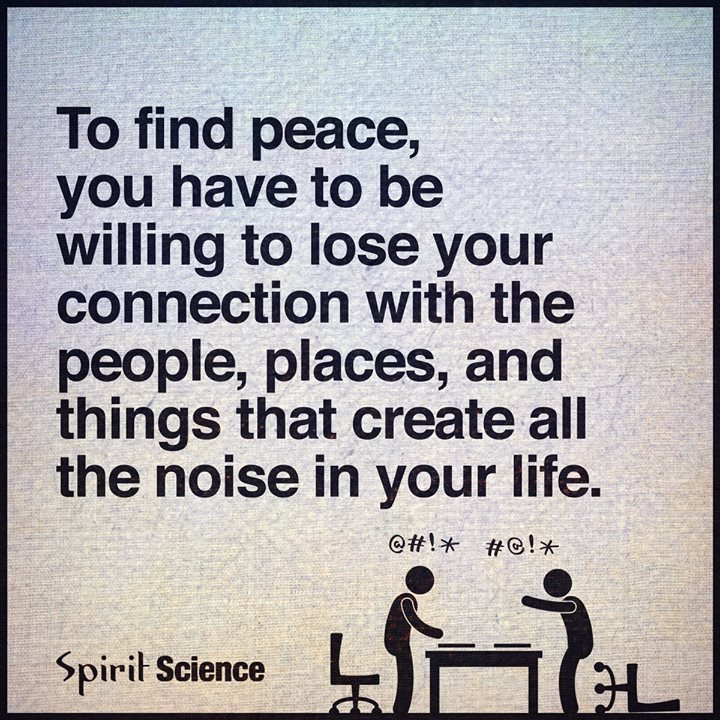 To find peace,
you have to be
willing to lose your
connection with the
people, places, and
things that create all
the noise in your life.
@#!* #@!*
Spirit Science